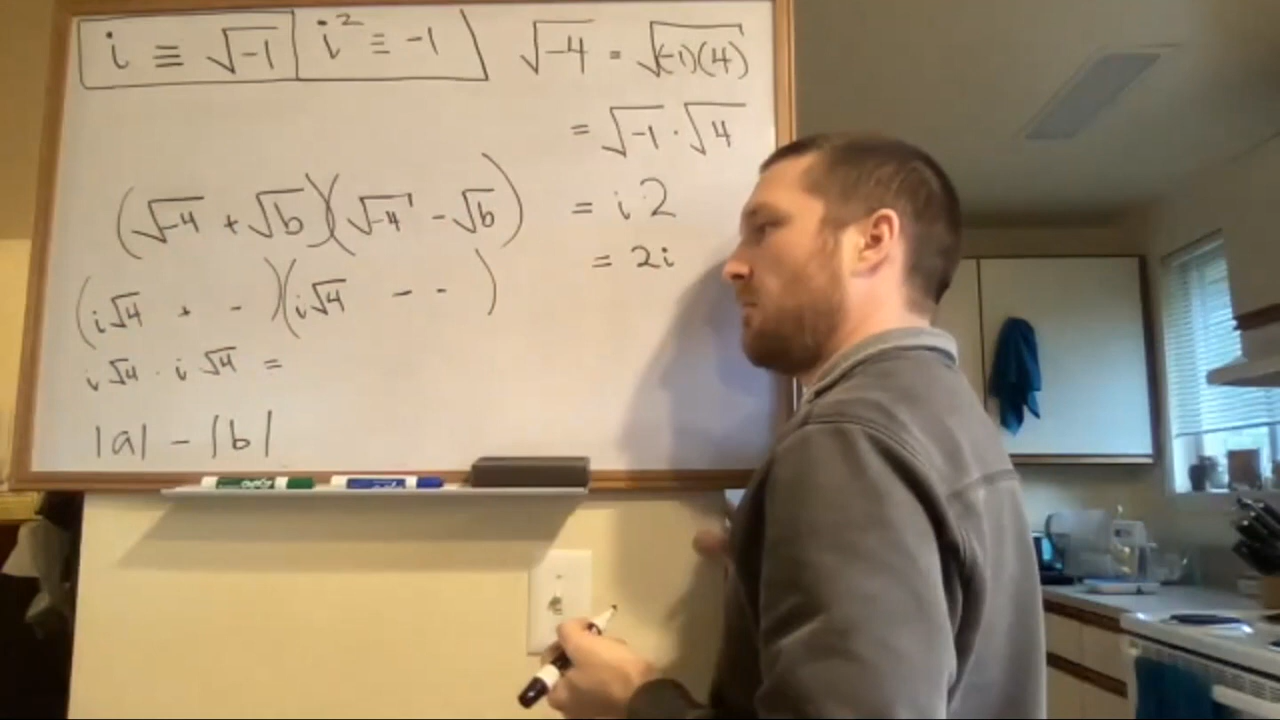 i ≡ √-1 i² ≡ -1
√-4 = √(-1)(4)
= √-1 · √4
= i 2
= 2i
(√-4 + √b)(√-4 - √b)
(i√4 + - )(i√4 - - )
i√4 · i√4 =
|a| - |b|